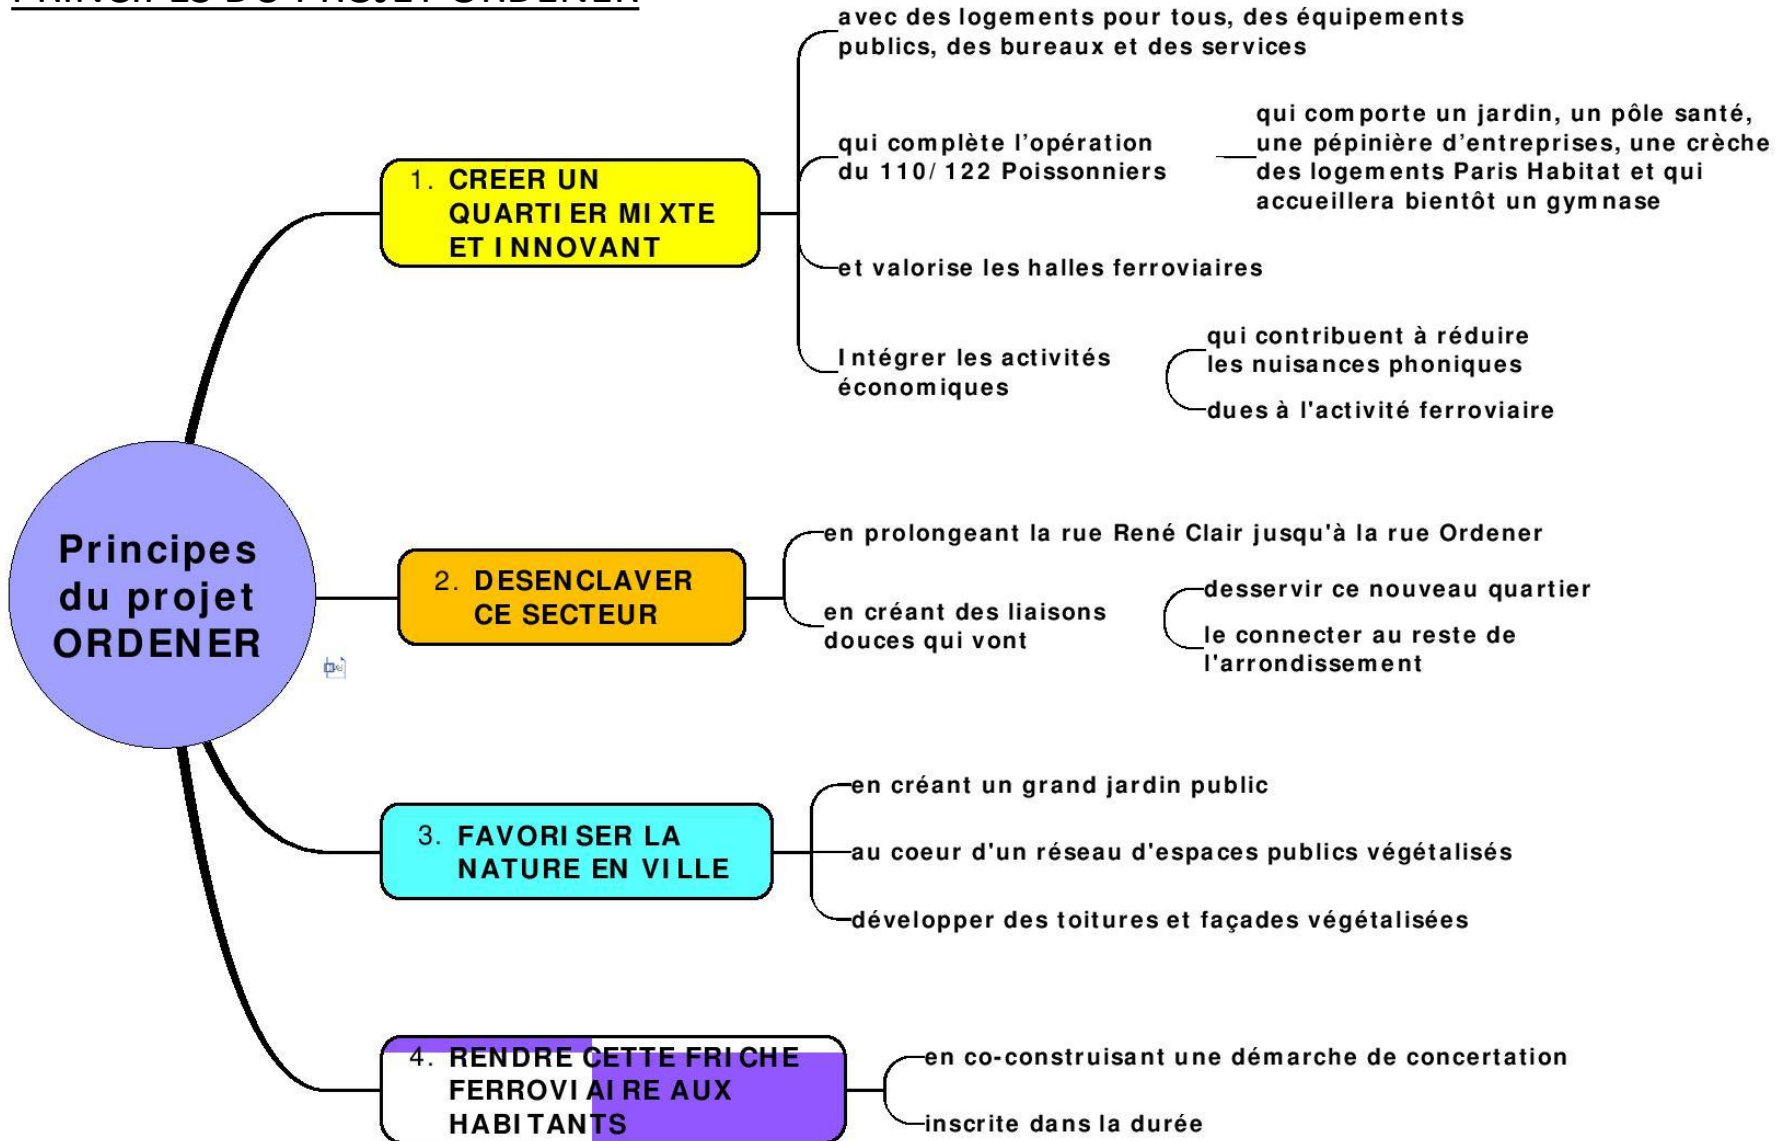 PRINCIPES DU PROJET ORDENER
Principes
du projet
ORDENER
1. CREER UN
QUARTIER MIXTE
ET INNOVANT
avec des logements pour tous, des équipements
publics, des bureaux et des services
qui complète l’opération
du 110/122 Poissonniers
qui comporte un jardin, un pôle santé,
une pépinière d’entreprises, une crèche
des logements Paris Habitat et qui
accueillera bientôt un gymnase
et valorise les halles ferroviaires
Intégrer les activités
économiques
qui contribuent à réduire
les nuisances phoniques
dues à l'activité ferroviaire
2. DESENCLAVER
CE SECTEUR
en prolongeant la rue René Clair jusqu'à la rue Ordener
en créant des liaisons
douces qui vont
desservir ce nouveau quartier
le connecter au reste de
l'arrondissement
3. FAVORISER LA
NATURE EN VILLE
en créant un grand jardin public
au coeur d'un réseau d'espaces publics végétalisés
développer des toitures et façades végétalisées
4. RENDRE CETTE FRICHE
FERROVIAIRE AUX
HABITANTS
en co-construisant une démarche de concertation
inscrite dans la durée